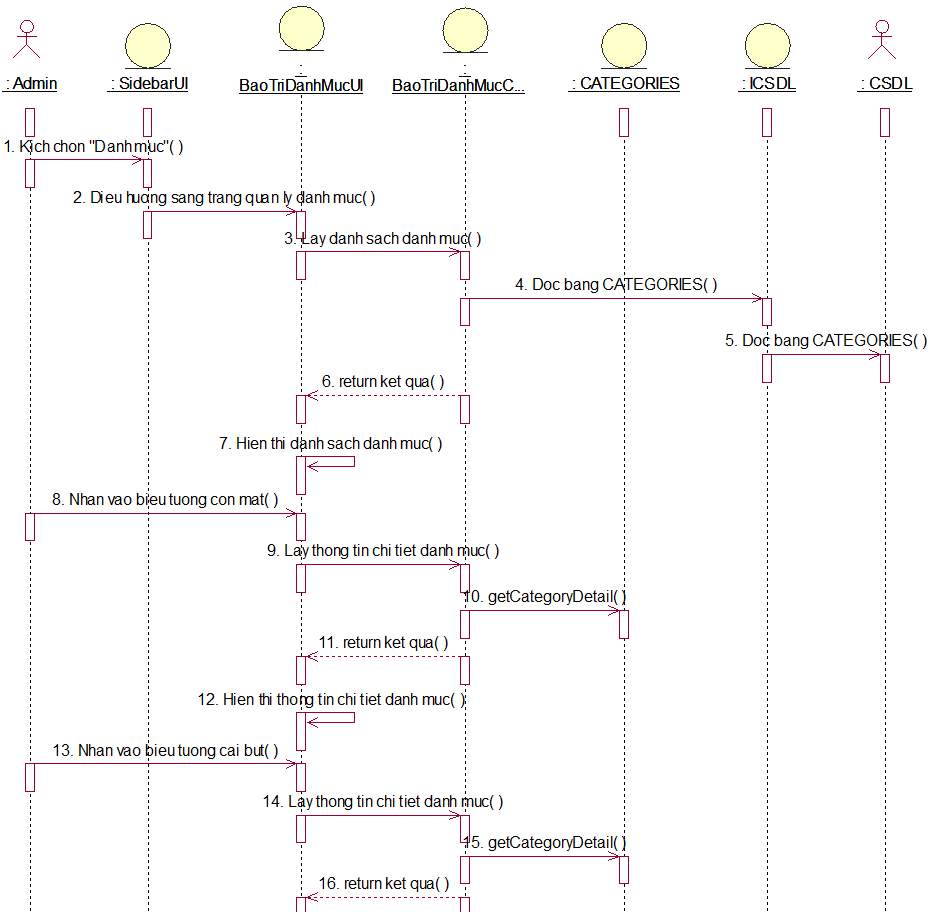 : Admin
: SidebarUI
:
BaoTriDanhMucUI
:
BaoTriDanhMucC...
: CATEGORIES
: ICSDL
: CSDL
1. Kich chon "Danh muc"( )
2. Dieu huong sang trang quan ly danh muc( )
3. Lay danh sach danh muc( )
4. Doc bang CATEGORIES( )
5. Doc bang CATEGORIES( )
6. return ket qua( )
7. Hien thi danh sach danh muc( )
8. Nhan vao bieu tuong con mat( )
9. Lay thong tin chi tiet danh muc( )
10. getCategoryDetail( )
11. return ket qua( )
12. Hien thi thong tin chi tiet danh muc( )
13. Nhan vao bieu tuong cai but( )
14. Lay thong tin chi tiet danh muc( )
15. getCategoryDetail( )
16. return ket qua( )